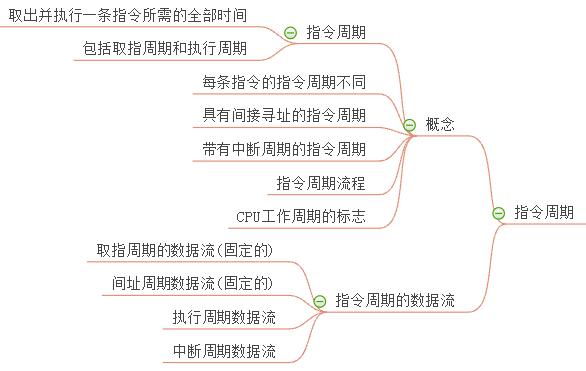 取出并执行一条指令所需的全部时间
指令周期
包括取指周期和执行周期
每条指令的指令周期不同
具有间接寻址的指令周期
概念
带有中断周期的指令周期
指令周期流程
CPU工作周期的标志
指令周期
取指周期的数据流(固定的)
间址周期数据流(固定的)
指令周期的数据流
执行周期数据流
中断周期数据流